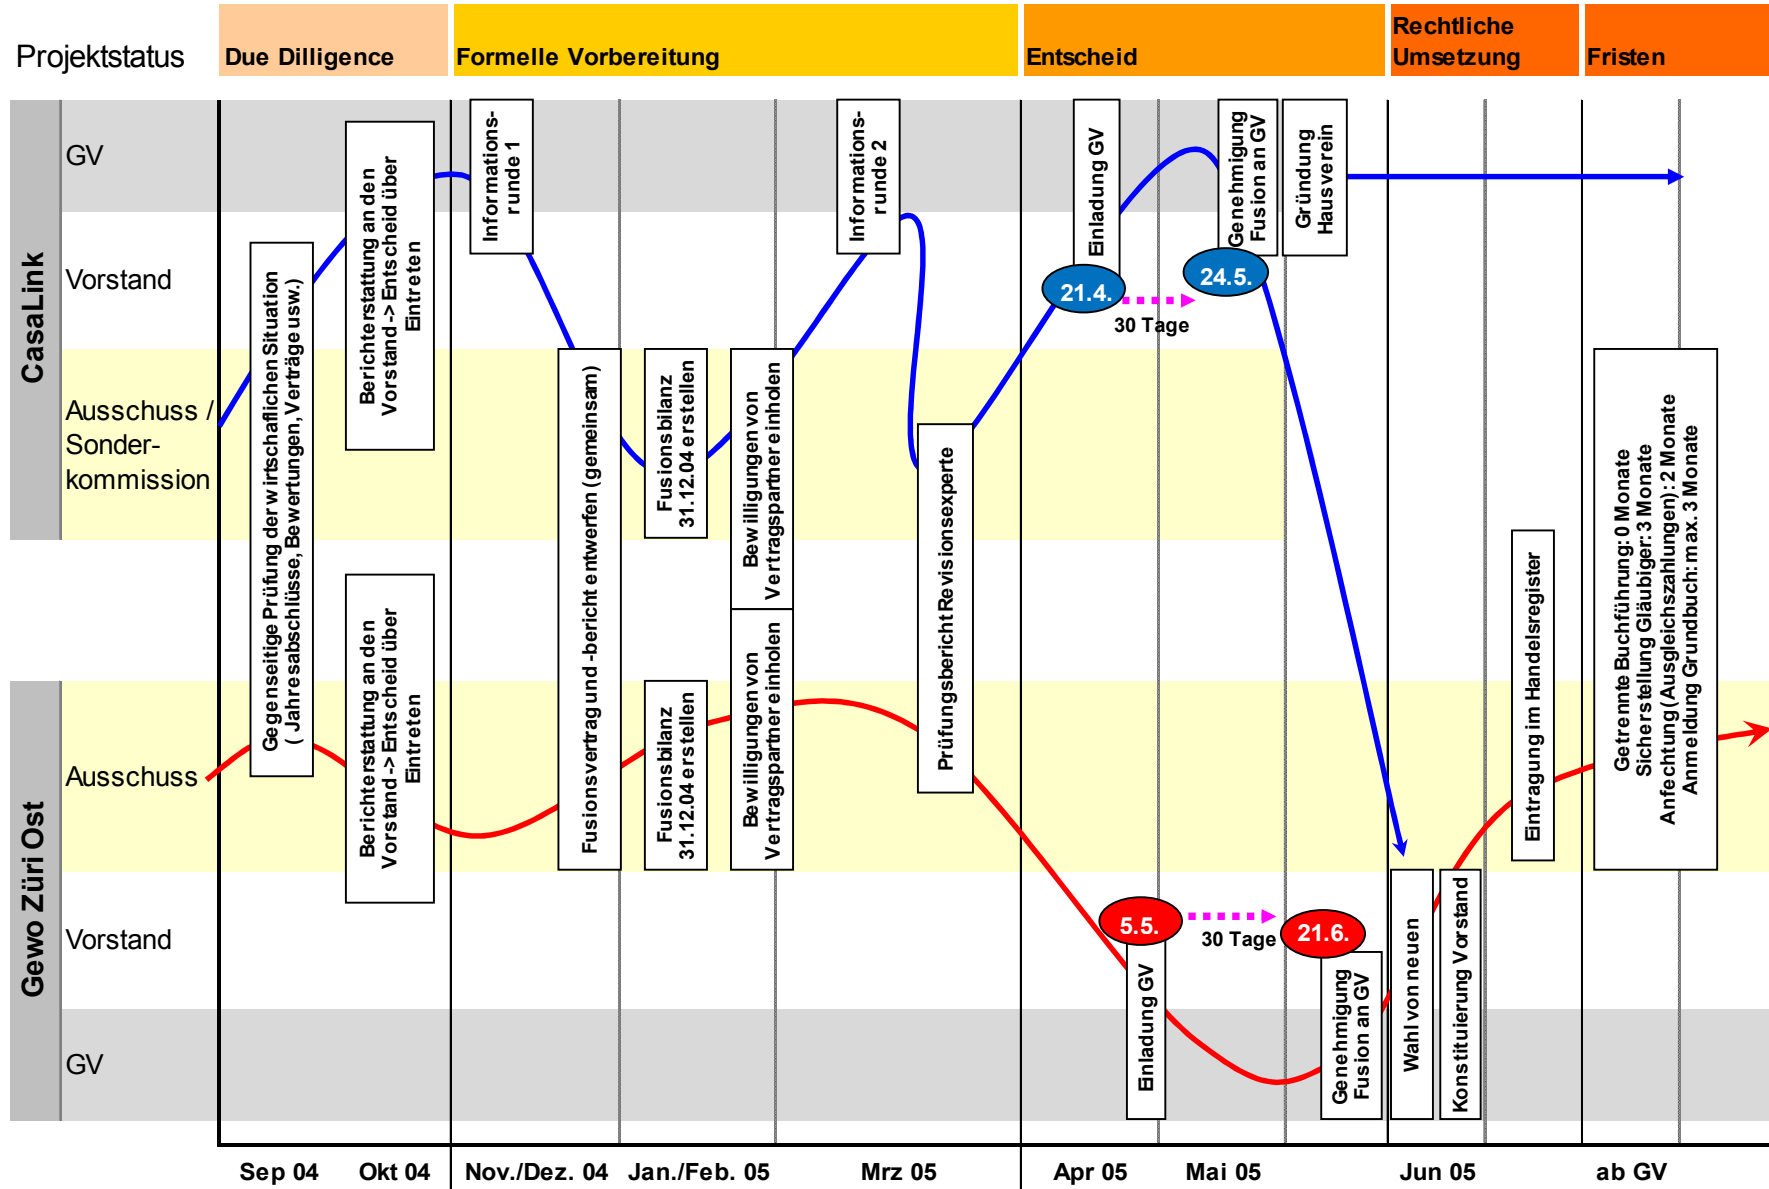 Projektstatus
Due Dilligence
Formelle Vorbereitung
Entscheid
Rechtliche
Umsetzung
Fristen
CasaLink
GV
Vorstand
Ausschuss /
Sonder-
kommission
Gegenseitige Prüfung der wirtschaflichen Situation
( Jahresabschlüsse, Bewertungen, Verträge usw.)
Berichterstattung an den
Vorstand -> Entscheid über
Eintreten
Informations-
runde 1
Fusionsvertrag und -bericht entwerfen (gemeinsam)
Fusionsbilanz
31.12.04 erstellen
Bewilligungen von
Vertragspartner einholen
Informations-
runde 2
Prüfungsbericht Revisionsexperte
Einladung GV
21.4.
30 Tage
Genehmigung
Fusion an GV
24.5.
Gründung
Hausverein
Gewo Züri Ost
Ausschuss
Vorstand
GV
Berichterstattung an den
Vorstand -> Entscheid über
Eintreten
Fusionsbilanz
31.12.04 erstellen
Bewilligungen von
Vertragspartner einholen
5.5.
30 Tage
21.6.
Einladung GV
Genehmigung
Fusion an GV
Wahl von neuen
Konstituierung Vorstand
Eintragung im Handelsregister
Getrennte Buchführung: 0 Monate
Sicherstellung Gläubiger: 3 Monate
Anfechtung (Ausgleichszahlungen): 2 Monate
Anmeldung Grundbuch: max. 3 Monate
Sep 04
Okt 04
Nov./Dez. 04
Jan./Feb. 05
Mrz 05
Apr 05
Mai 05
Jun 05
ab GV